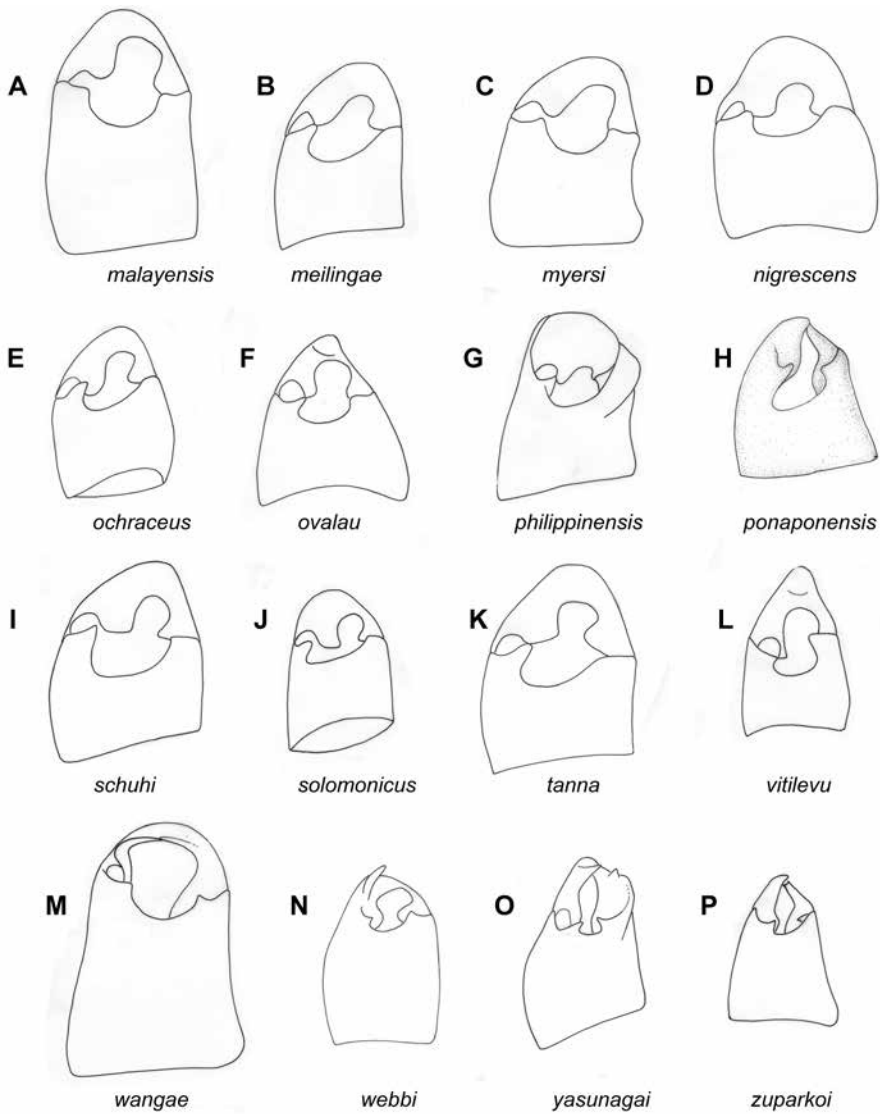 A B C D
malayensis meilingae myersi nigrescens
E F G H
ochraceus ovalau philippinensis ponaponensis
I J K L
schuhi solomonicus tanna vitilevu
M N O P
wangae webbi yasunagai zuparkoi